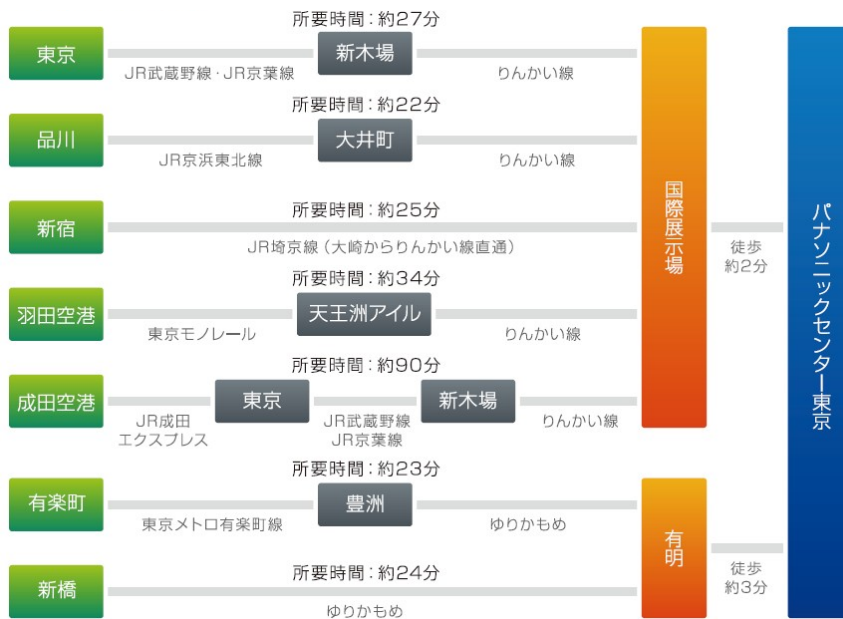 所要時間：約27分
東京
新木場
JR武蔵野線・JR京葉線
りんかい線
所要時間：約22分
品川
大井町
JR京浜東北線
りんかい線
所要時間：約25分
新宿
JR埼京線（大崎からりんかい線直通）
所要時間：約34分
羽田空港
天王洲アイル
東京モノレール
りんかい線
所要時間：約90分
成田空港
東京
新木場
JR成田
エクスプレス
JR武蔵野線
JR京葉線
りんかい線
国際展示場
徒歩
約2分
所要時間：約23分
有楽町
豊洲
東京メトロ有楽町線
ゆりかもめ
所要時間：約24分
新橋
ゆりかもめ
有明
徒歩
約3分
パナソニックセンター東京